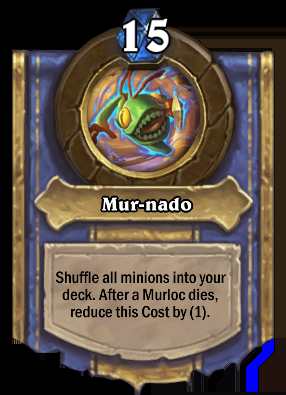 15
Mur-nado
Shuffle all minions into your
deck. After a Murloc dies,
reduce this Cost by (1).